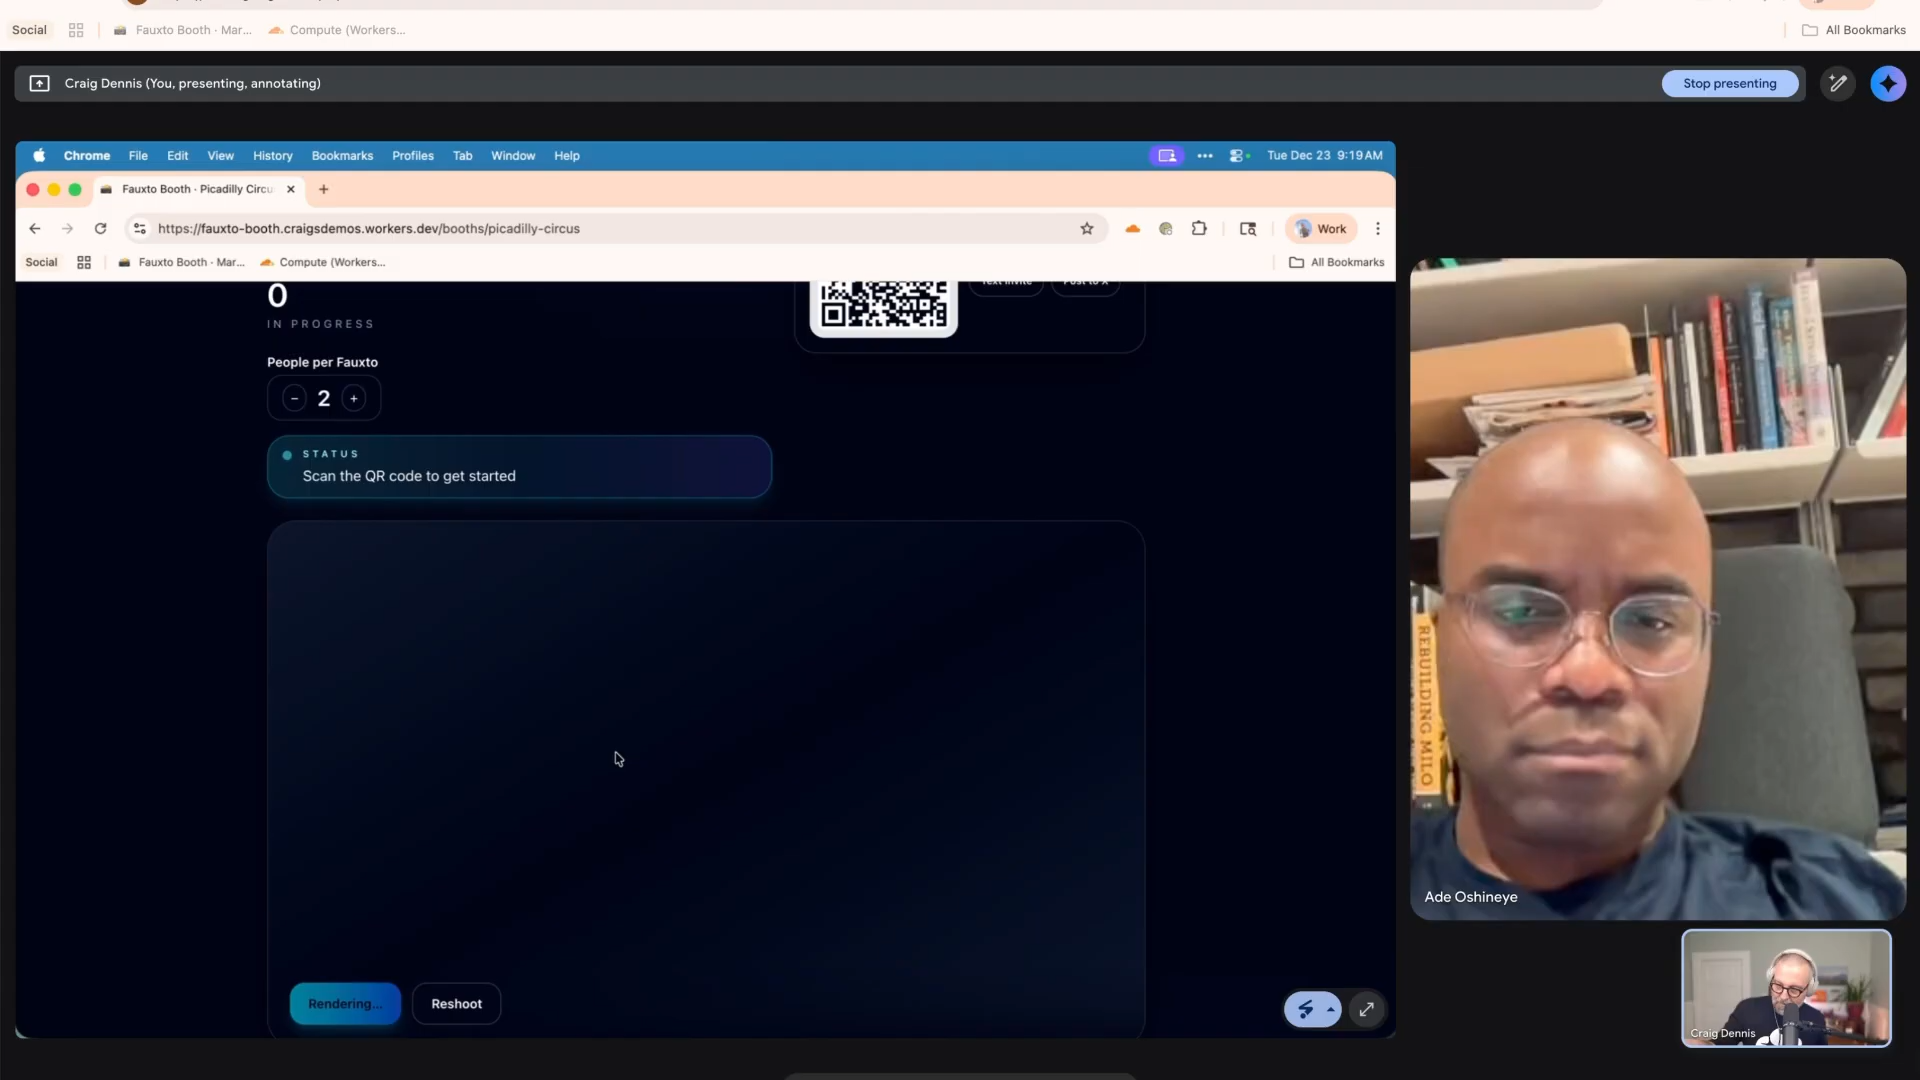 Social
Fauxto Booth · Mar...
Compute (Workers...
All Bookmarks
Craig Dennis (You, presenting, annotating)
Stop presenting
Chrome File Edit View History Bookmarks Profiles Tab Window Help
Tue Dec 23 9:19 AM
Fauxto Booth · Picadilly Circu
https://fauxto-booth.craigsdemos.workers.dev/booths/picadilly-circus
Work
Social
Fauxto Booth · Mar...
Compute (Workers...
All Bookmarks
0
IN PROGRESS
Text invite
Post to X
People per Fauxto
− 2 +
STATUS
Scan the QR code to get started
Rendering...
Reshoot
REBUILDING MILO
Ade Oshineye
Craig Dennis